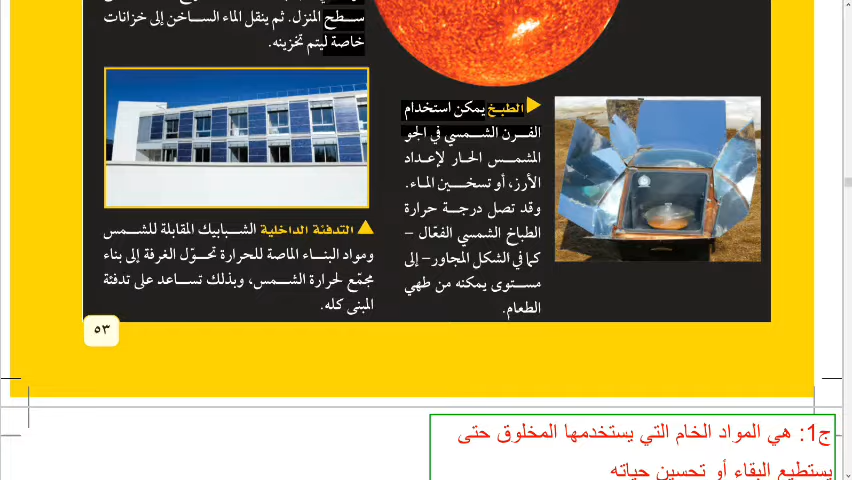 سطح المنزل. ثم ينقل الماء الساخن إلى خزانات
خاصة ليتم تخزينه.
الطبخ يمكن استخدام
الفرن الشمسي في الجو
المشمس الحار لإعداد
الأرز، أو تسخين الماء.
وقد تصل درجة حرارة
الطباخ الشمسي الفعّال –
كما في الشكل المجاور– إلى
مستوى يمكنه من طهي
الطعام.
التدفئة الداخلية الشبابيك المقابلة للشمس
ومواد البناء الماصة للحرارة تحوّل الغرفة إلى بناء
مجمّع لحرارة الشمس، وبذلك تساعد على تدفئة
المبنى كله.
٥٣
ج1: هي المواد الخام التي يستخدمها المخلوق حتى
يستطيع البقاء أو تحسين حياته